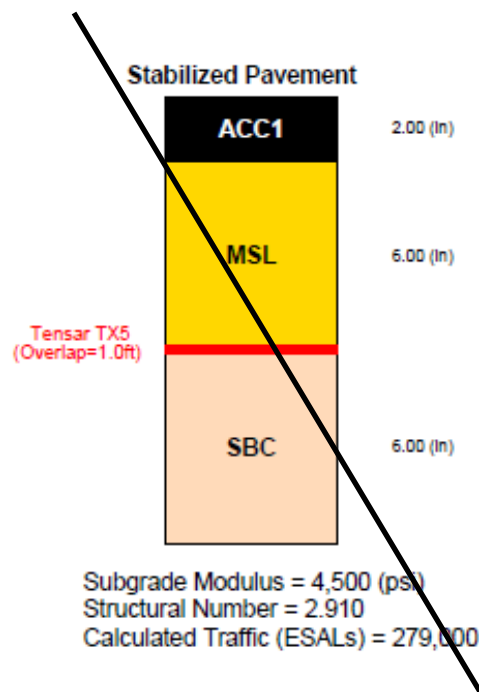 Stabilized Pavement
ACC1
2.00 (in)
MSL
6.00 (in)
Tensar TX5
(Overlap=1.0ft)
SBC
6.00 (in)
Subgrade Modulus = 4,500 (psi)
Structural Number = 2.910
Calculated Traffic (ESALs) = 279,000